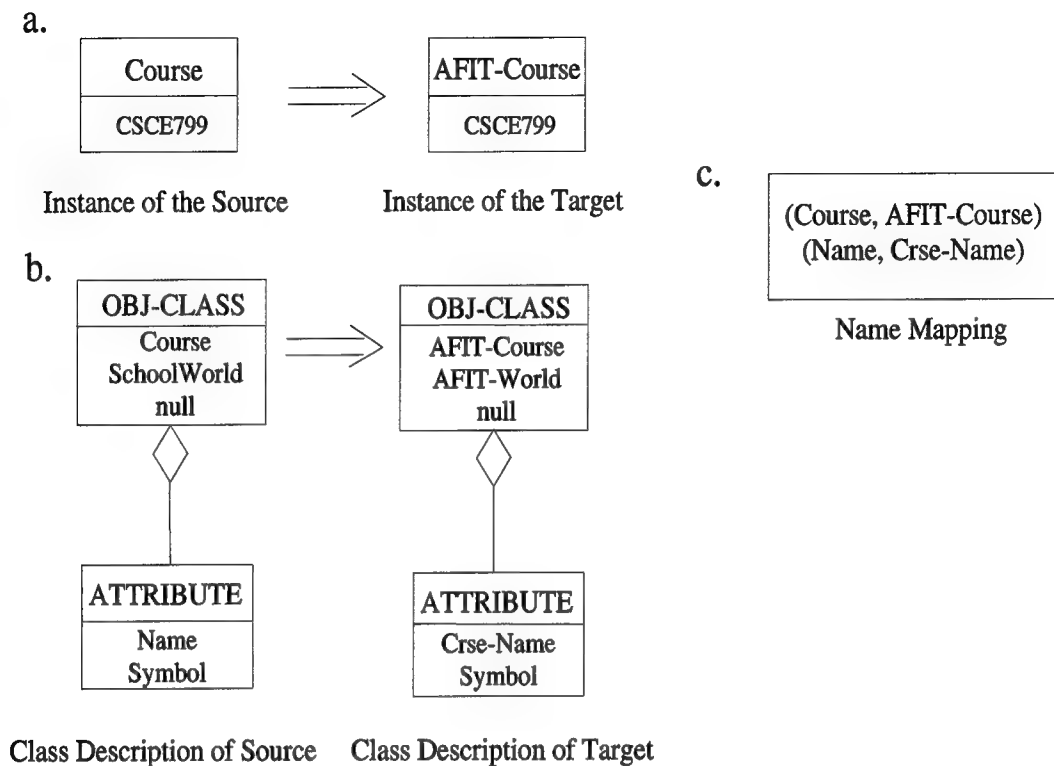 a.
Course
CSCE799
Instance of the Source
AFIT-Course
CSCE799
Instance of the Target
b.
OBJ-CLASS
Course
SchoolWorld
null
ATTRIBUTE
Name
Symbol
Class Description of Source
OBJ-CLASS
AFIT-Course
AFIT-World
null
ATTRIBUTE
Crse-Name
Symbol
Class Description of Target
c.
(Course, AFIT-Course)
(Name, Crse-Name)
Name Mapping